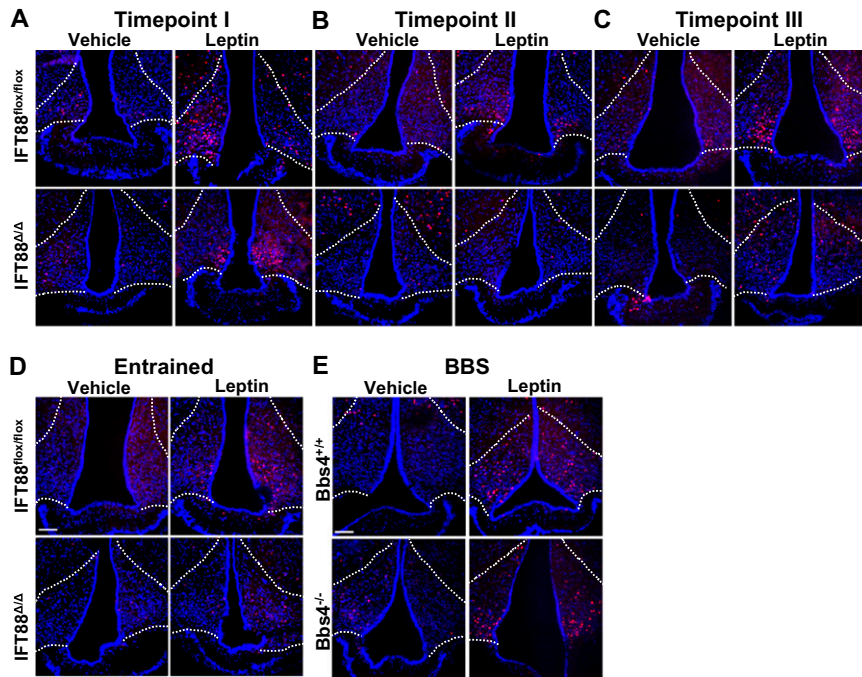 A Timepoint I
Vehicle Leptin
B Timepoint II
Vehicle Leptin
C Timepoint III
Vehicle Leptin
IFT88flox/flox
IFT88Δ/Δ
D Entrained
Vehicle Leptin
IFT88flox/flox
IFT88Δ/Δ
E BBS
Vehicle Leptin
Bbs4+/+
Bbs4-/-